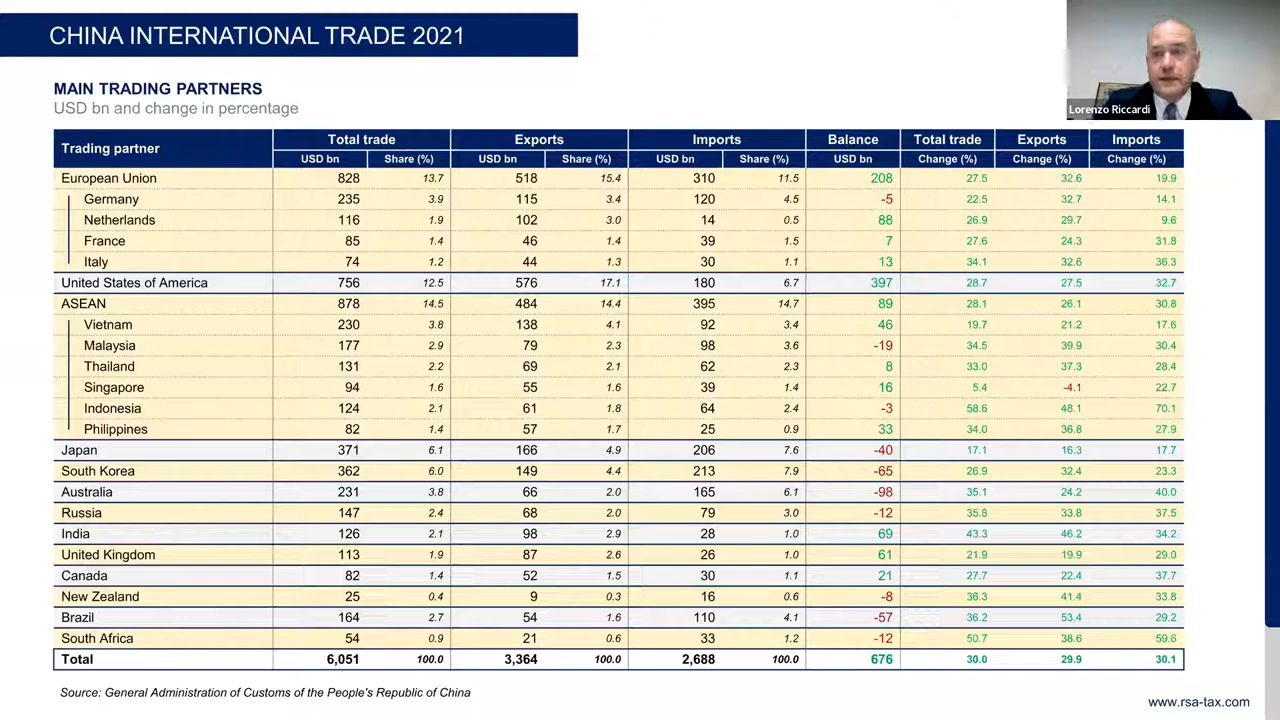 CHINA INTERNATIONAL TRADE 2021
Lorenzo Riccardi
MAIN TRADING PARTNERS
USD bn and change in percentage
Trading partner Total trade Exports Imports Balance Total trade Exports Imports
USD bn Share (%) USD bn Share (%) USD bn Share (%) USD bn Change (%) Change (%) Change (%)
European Union 828 13.7 518 15.4 310 11.5 208 27.5 32.6 19.9
Germany 235 3.9 115 3.4 120 4.5 -5 22.5 32.7 14.1
Netherlands 116 1.9 102 3.0 14 0.5 88 26.9 29.7 9.6
France 85 1.4 46 1.4 39 1.5 7 27.6 24.3 31.8
Italy 74 1.2 44 1.3 30 1.1 13 34.1 32.6 36.3
United States of America 756 12.5 576 17.1 180 6.7 397 28.7 27.5 32.7
ASEAN 878 14.5 484 14.4 395 14.7 89 28.1 26.1 30.8
Vietnam 230 3.8 138 4.1 92 3.4 46 19.7 21.2 17.6
Malaysia 177 2.9 79 2.3 98 3.6 -19 34.5 39.9 30.4
Thailand 131 2.2 69 2.1 62 2.3 8 33.0 37.3 28.4
Singapore 94 1.6 55 1.6 39 1.4 16 5.4 -4.1 22.7
Indonesia 124 2.1 61 1.8 64 2.4 -3 58.6 48.1 70.1
Philippines 82 1.4 57 1.7 25 0.9 33 34.0 36.8 27.9
Japan 371 6.1 166 4.9 206 7.6 -40 17.1 16.3 17.7
South Korea 362 6.0 149 4.4 213 7.9 -65 26.9 32.4 23.3
Australia 231 3.8 66 2.0 165 6.1 -98 35.1 24.2 40.0
Russia 147 2.4 68 2.0 79 3.0 -12 35.8 33.8 37.5
India 126 2.1 98 2.9 28 1.0 69 43.3 46.2 34.2
United Kingdom 113 1.9 87 2.6 26 1.0 61 21.9 19.9 29.0
Canada 82 1.4 52 1.5 30 1.1 21 27.7 22.4 37.7
New Zealand 25 0.4 9 0.3 16 0.6 -8 36.3 41.4 33.8
Brazil 164 2.7 54 1.6 110 4.1 -57 36.2 53.4 29.2
South Africa 54 0.9 21 0.6 33 1.2 -12 50.7 38.6 59.6
Total 6,051 100.0 3,364 100.0 2,688 100.0 676 30.0 29.9 30.1
Source: General Administration of Customs of the People's Republic of China
www.rsa-tax.com